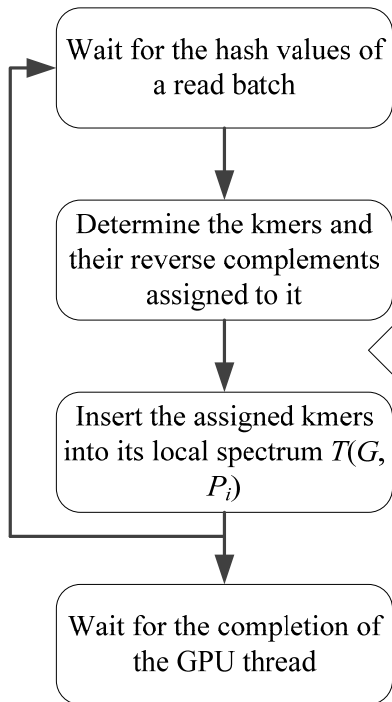 Wait for the hash values of
a read batch
Determine the kmers and
their reverse complements
assigned to it
Insert the assigned kmers
into its local spectrum T(G,
Pi)
Wait for the completion of
the GPU thread